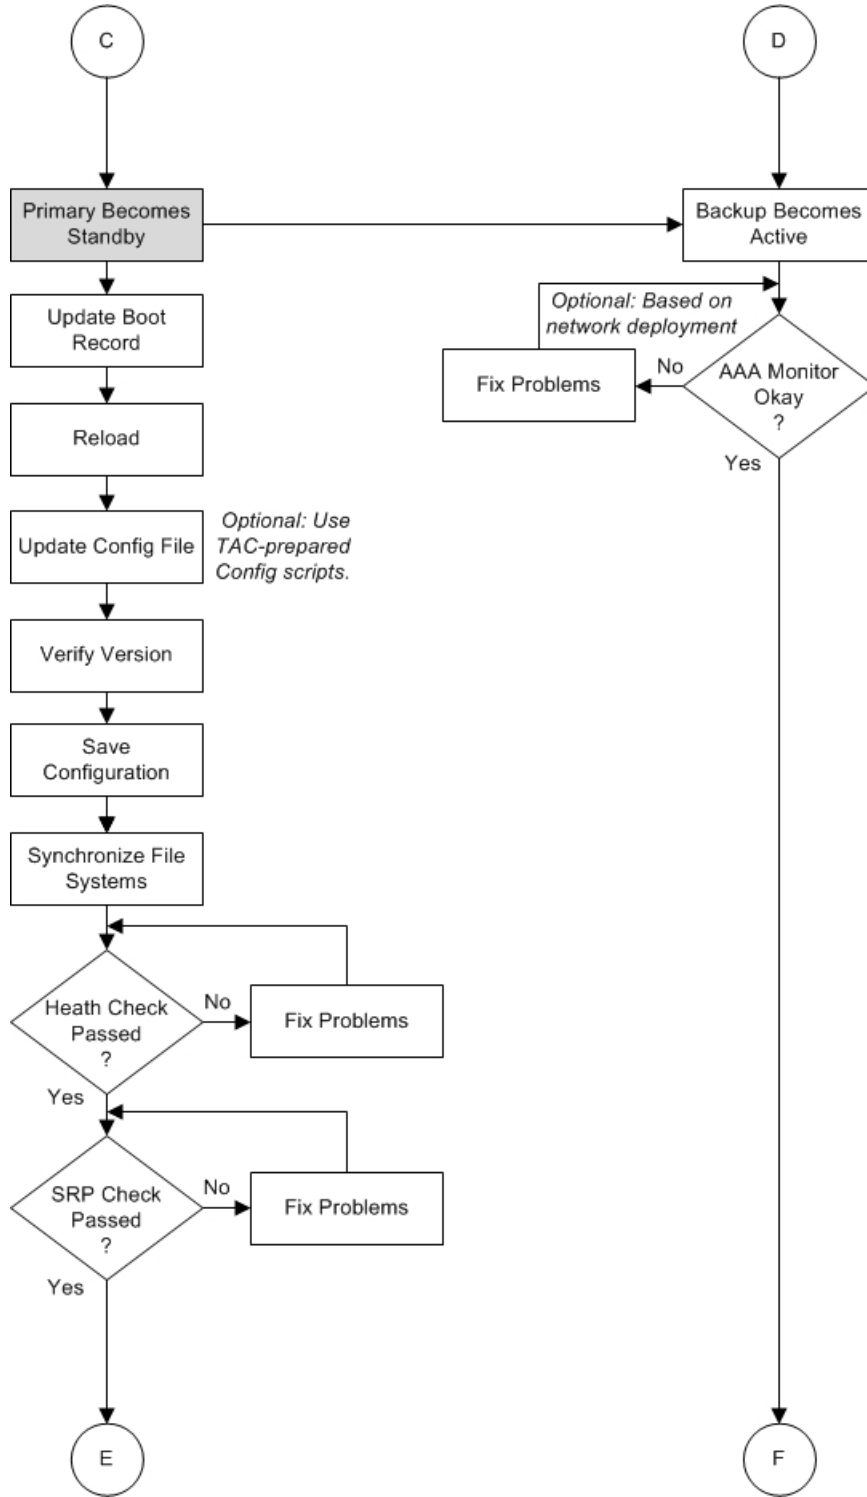 C
D
Primary Becomes
Standby
Backup Becomes
Active
Update Boot
Record
Optional: Based on
network deployment
Fix Problems
No
AAA Monitor
Okay
?
Yes
Reload
Update Config File
Optional: Use
TAC-prepared
Config scripts.
Verify Version
Save
Configuration
Synchronize File
Systems
Heath Check
Passed
?
No
Fix Problems
Yes
SRP Check
Passed
?
No
Fix Problems
Yes
E
F